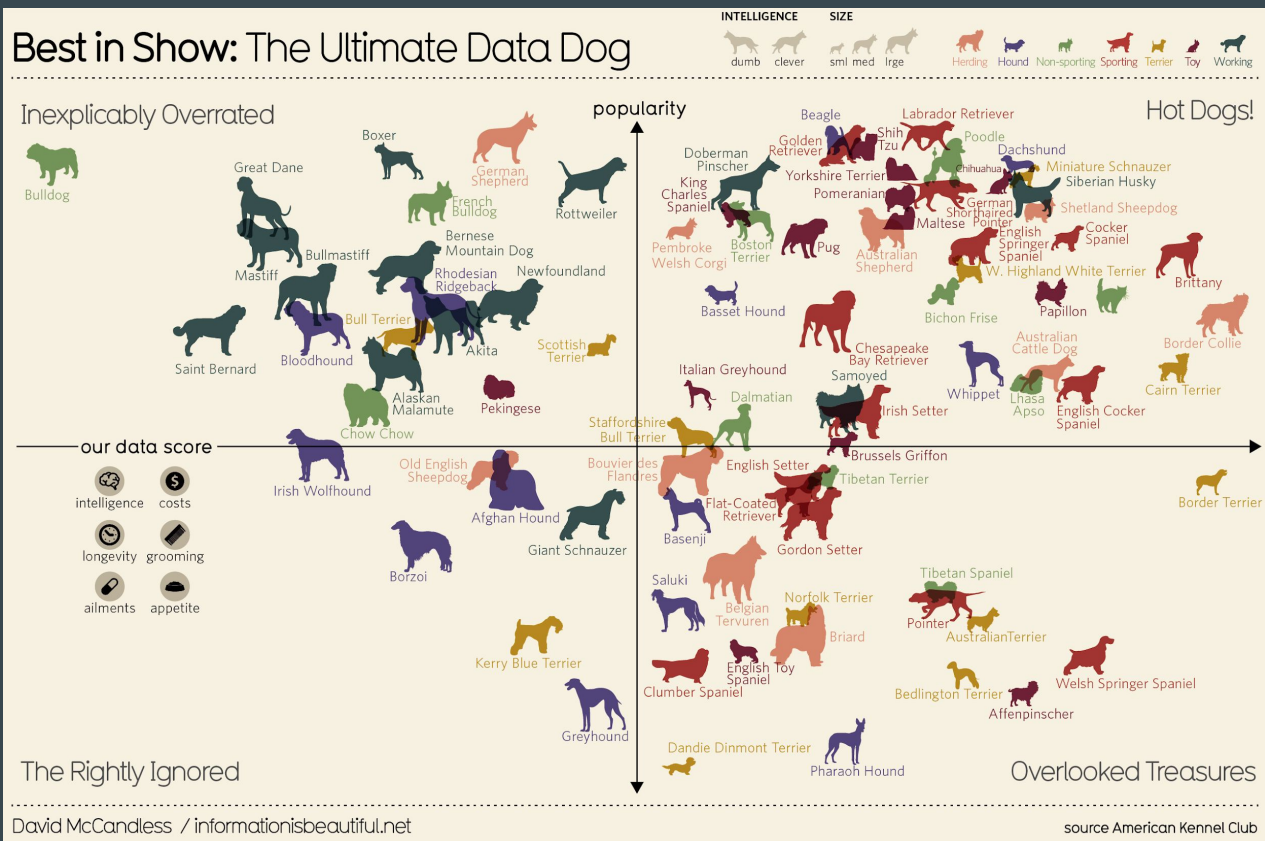 Best in Show: The Ultimate Data Dog
INTELLIGENCE
dumb clever
SIZE
sml med lrge
Herding Hound Non-sporting Sporting Terrier Toy Working
Inexplicably Overrated
popularity
Hot Dogs!
Bulldog
Great Dane
Boxer
German
Shepherd
French
Bulldog
Rottweiler
Mastiff
Bullmastiff
Bernese
Mountain Dog
Rhodesian
Ridgeback
Newfoundland
Saint Bernard
Bloodhound
Bull Terrier
Akita
Scottish
Terrier
Alaskan
Malamute
Pekingese
Chow Chow
Beagle
Labrador Retriever
Golden
Retriever
Shih
Tzu
Poodle
Doberman
Pinscher
Yorkshire Terrier
Chihuahua
Dachshund
Miniature Schnauzer
Siberian Husky
King
Charles
Spaniel
Pomeranian
German
Shorthaired
Pointer
Shetland Sheepdog
Maltese
Pembroke
Welsh Corgi
Boston
Terrier
Pug
Australian
Shepherd
English
Springer
Spaniel
Cocker
Spaniel
W. Highland White Terrier
Brittany
Basset Hound
Bichon Frise
Papillon
Chesapeake
Bay Retriever
Australian
Cattle Dog
Border Collie
Italian Greyhound
Samoyed
Whippet
Lhasa
Apso
English Cocker
Spaniel
Cairn Terrier
Dalmatian
Irish Setter
Staffordshire
Bull Terrier
Brussels Griffon
our data score
intelligence costs
longevity grooming
ailments appetite
Irish Wolfhound
Old English
Sheepdog
Afghan Hound
Giant Schnauzer
Borzoi
Kerry Blue Terrier
Greyhound
Bouvier des
Flandres
English Setter
Tibetan Terrier
Border Terrier
Basenji
Flat-Coated
Retriever
Gordon Setter
Saluki
Belgian
Tervuren
Norfolk Terrier
Briard
Tibetan Spaniel
Pointer
AustralianTerrier
Clumber Spaniel
English Toy
Spaniel
Bedlington Terrier
Welsh Springer Spaniel
Affenpinscher
Dandie Dinmont Terrier
Pharaoh Hound
The Rightly Ignored
Overlooked Treasures
David McCandless / informationisbeautiful.net
source American Kennel Club